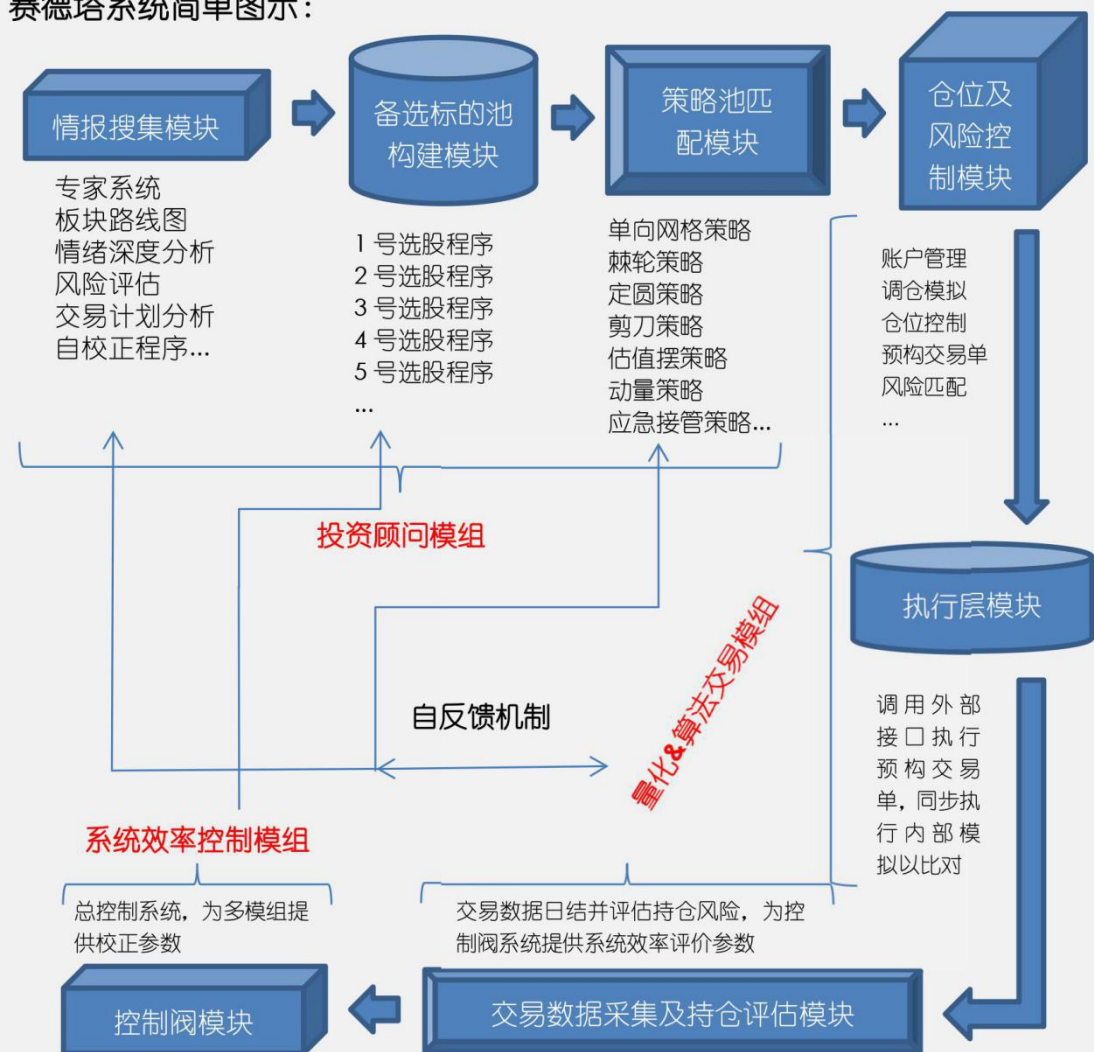 赛德塔系统简单图示：
情报搜集模块
专家系统
板块路线图
情绪深度分析
风险评估
交易计划分析
自校正程序...
备选标的池
构建模块
1 号选股程序
2 号选股程序
3 号选股程序
4 号选股程序
5 号选股程序
...
策略池匹
配模块
单向网格策略
棘轮策略
定圆策略
剪刀策略
估值摆策略
动量策略
应急接管策略...
仓位及
风险控
制模块
账户管理
调仓模拟
仓位控制
预构交易单
风险匹配
...
投资顾问模组
执行层模块
调用外部
接口执行
预构交易
单，同步执
行内部模
拟以比对
量化&算法交易模组
自反馈机制
系统效率控制模组
总控制系统，为多模组提
供校正参数
交易数据日结并评估持仓风险，为控
制阀系统提供系统效率评价参数
控制阀模块
交易数据采集及持仓评估模块